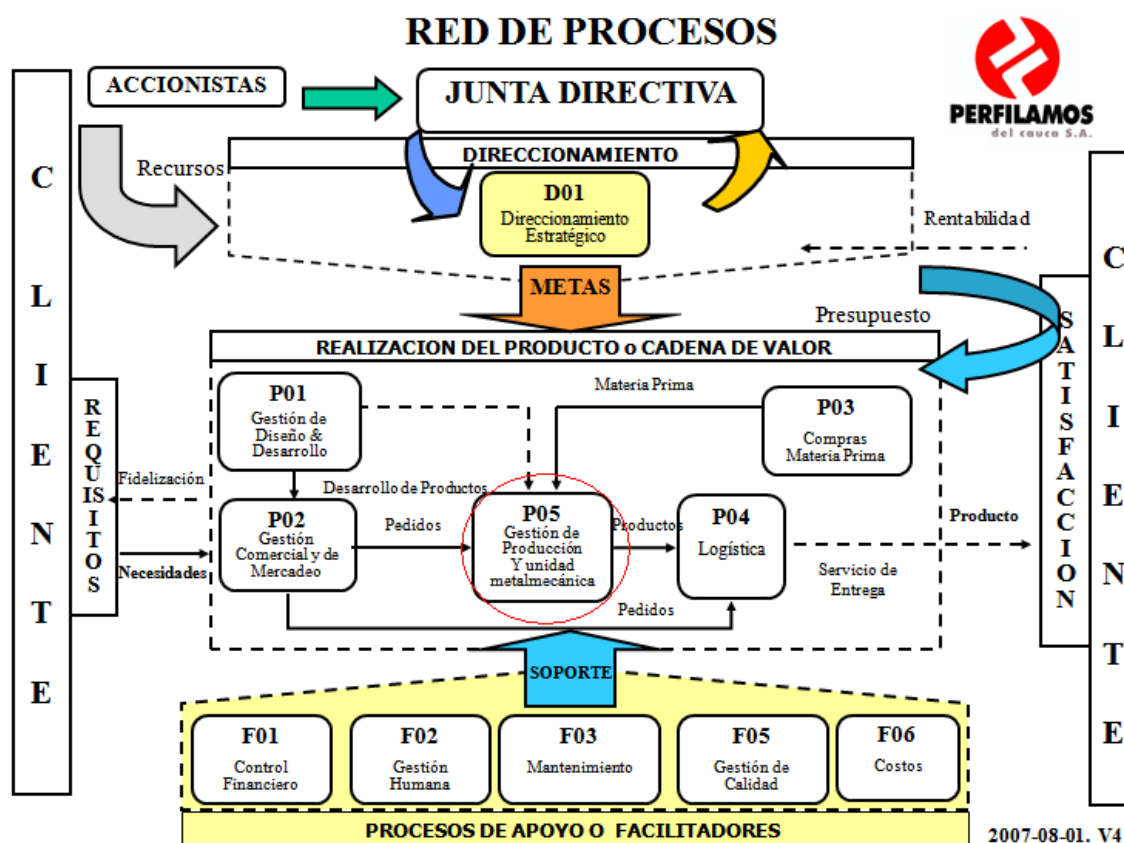 RED DE PROCESOS
ACCIONISTAS
JUNTA DIRECTIVA
PERFILAMOS
del cauca S.A.
DIRECCIONAMIENTO
Recursos
D01
Direccionamiento
Estratégico
Rentabilidad
METAS
Presupuesto
CLIENTE
REQUISITOS
REALIZACION DEL PRODUCTO o CADENA DE VALOR
P01
Gestión de
Diseño &
Desarrollo
Materia Prima
P03
Compras
Materia Prima
Fidelización
Desarrollo de Productos
P02
Gestión
Comercial y de
Mercadeo
Pedidos
P05
Gestión de
Producción
Y unidad
metalmecánica
Productos
P04
Logística
Producto
Necesidades
Servicio de
Entrega
Pedidos
SATISFACCION
CLIENTE
SOPORTE
F01
Control
Financiero
F02
Gestión
Humana
F03
Mantenimiento
F05
Gestión de
Calidad
F06
Costos
PROCESOS DE APOYO O FACILITADORES
2007-08-01. V4